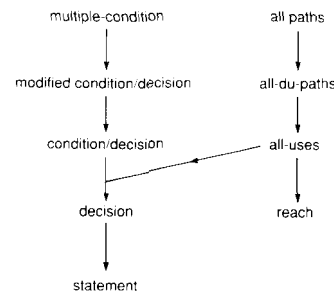 multiple-condition
all paths
modified condition/decision
all-du-paths
condition/decision
all-uses
decision
reach
statement